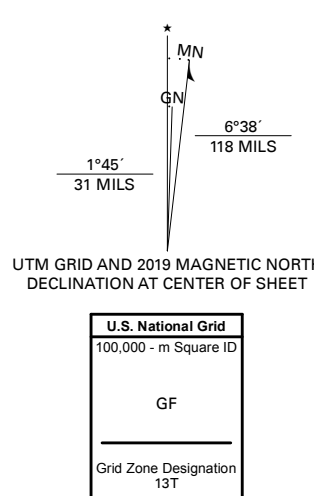 ★
MN
GN
6°38´
118 MILS
1°45´
31 MILS
UTM GRID AND 2019 MAGNETIC NORTH
DECLINATION AT CENTER OF SHEET
U.S. National Grid
100,000 - m Square ID
GF
Grid Zone Designation
13T